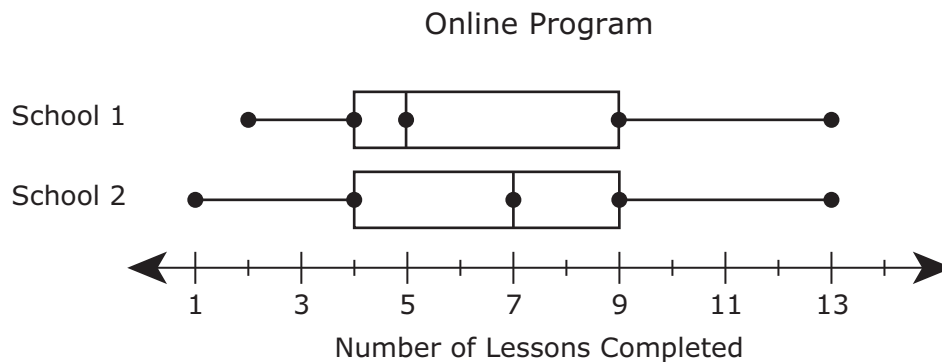 Online Program
School 1
School 2
1 3 5 7 9 11 13
Number of Lessons Completed